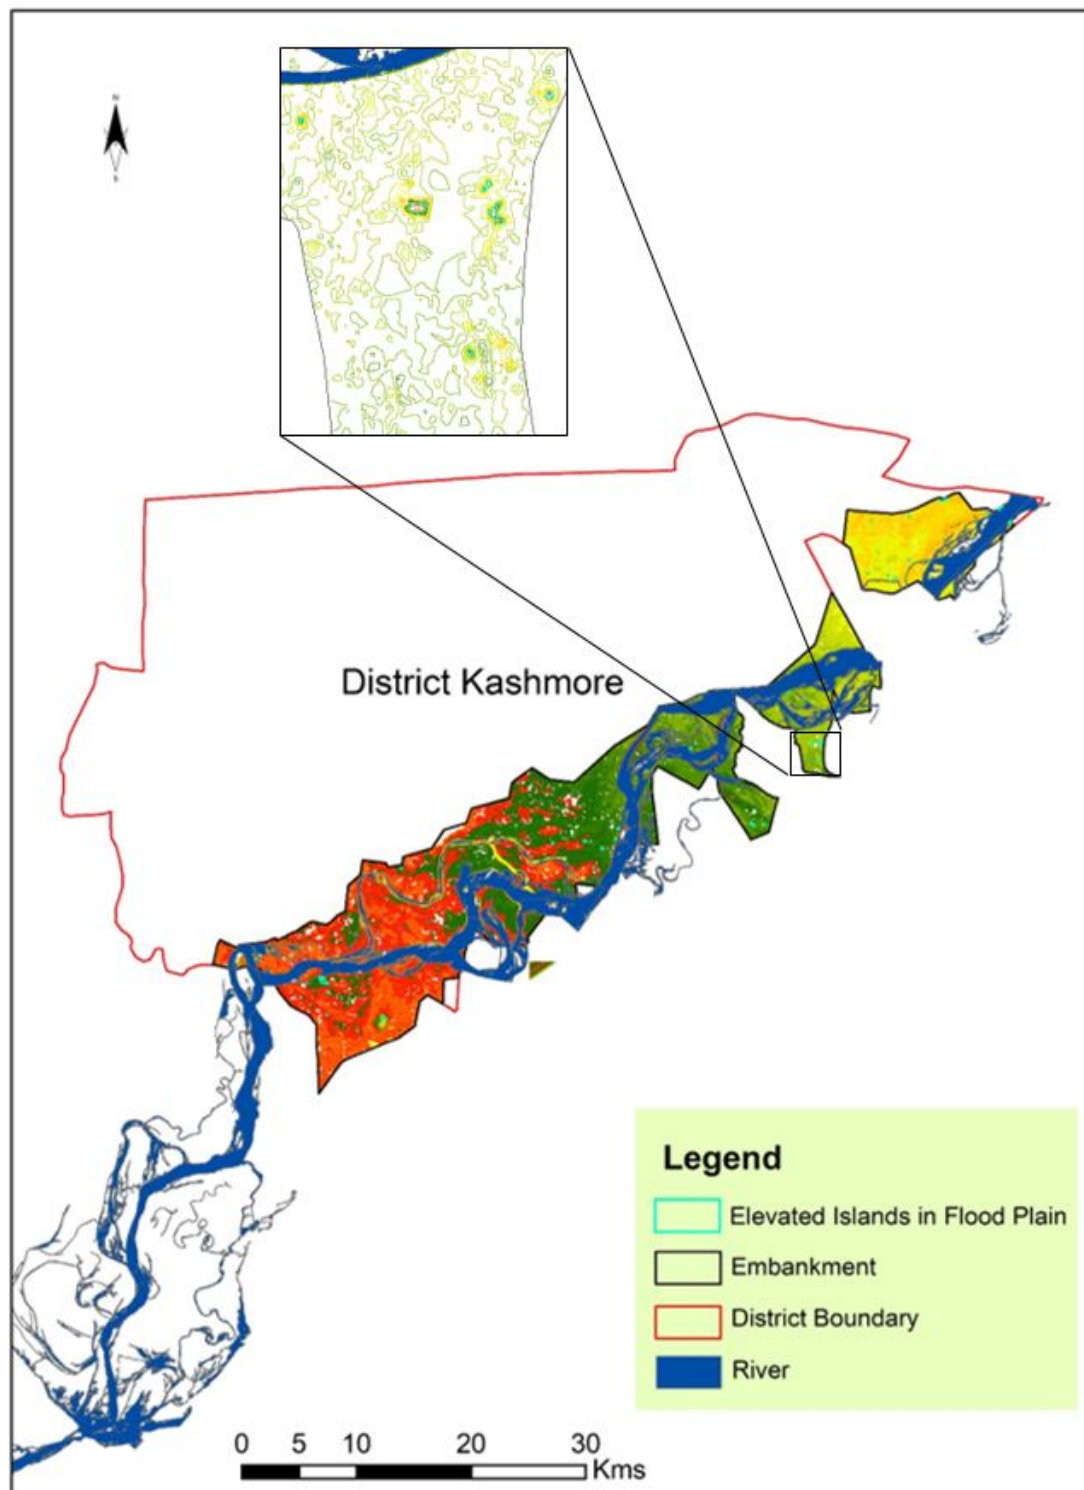 N
S
District Kashmore
Legend
Elevated Islands in Flood Plain
Embankment
District Boundary
River
0 5 10 20 30
Kms